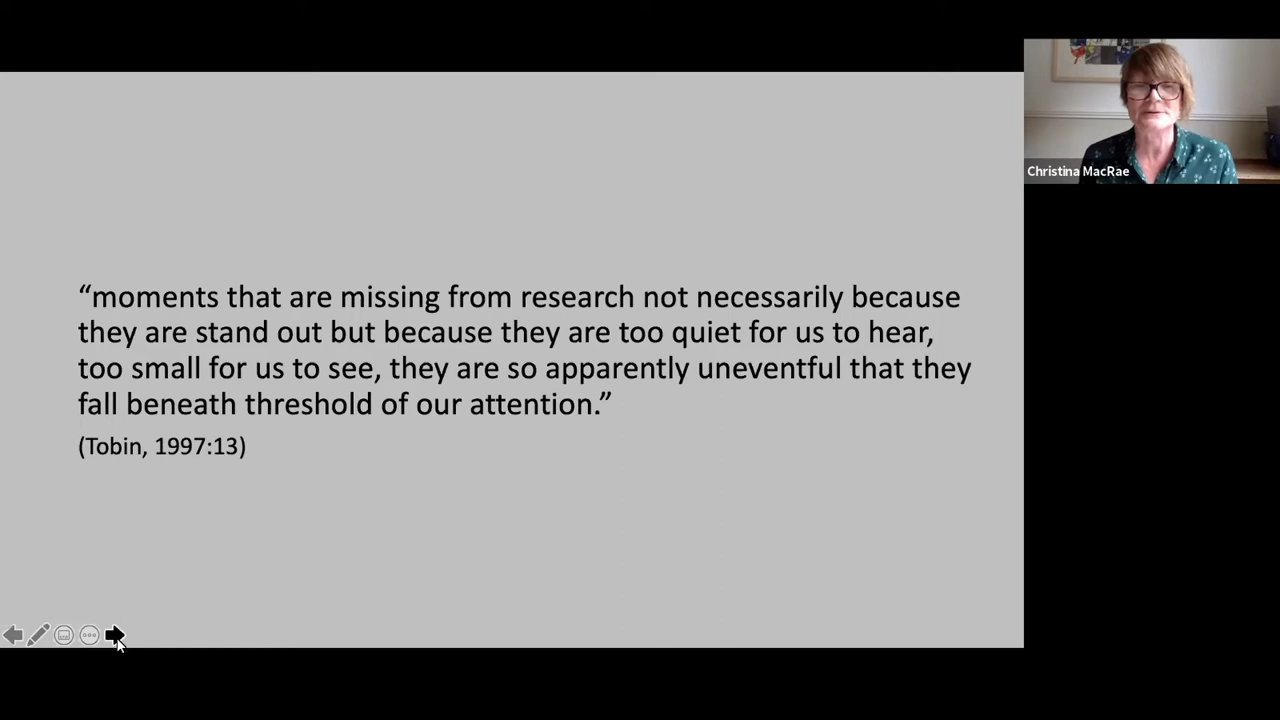 “moments that are missing from research not necessarily because
they are stand out but because they are too quiet for us to hear,
too small for us to see, they are so apparently uneventful that they
fall beneath threshold of our attention.”
(Tobin, 1997:13)
Christina MacRae